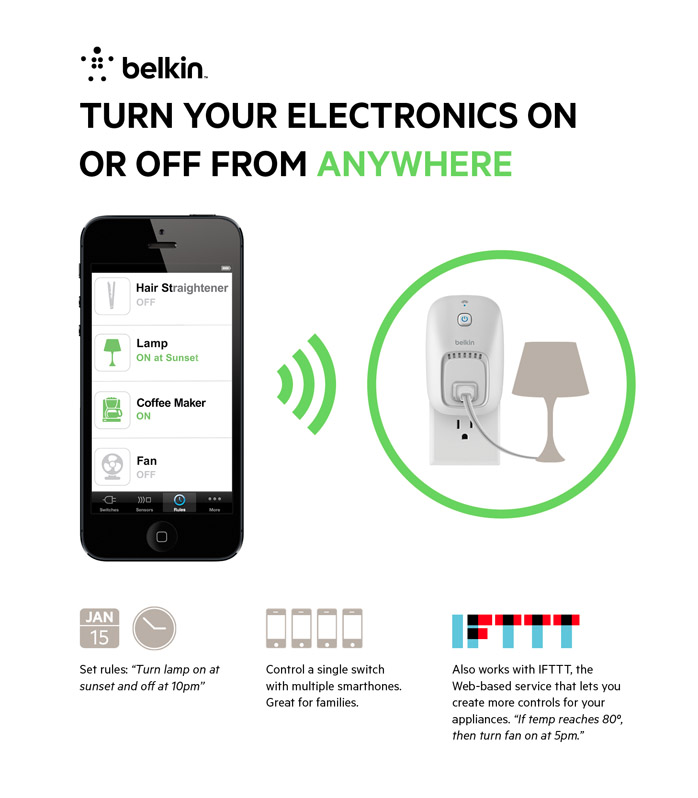 belkin™
TURN YOUR ELECTRONICS ON
OR OFF FROM ANYWHERE
Hair Straightener
OFF
Lamp
ON at Sunset
Coffee Maker
ON
Fan
OFF
Switches Sensors Rules More
belkin
JAN
15
Set rules: “Turn lamp on at
sunset and off at 10pm”
Control a single switch
with multiple smarthones.
Great for families.
IFTTT
Also works with IFTTT, the
Web-based service that lets you
create more controls for your
appliances. “If temp reaches 80º,
then turn fan on at 5pm.”